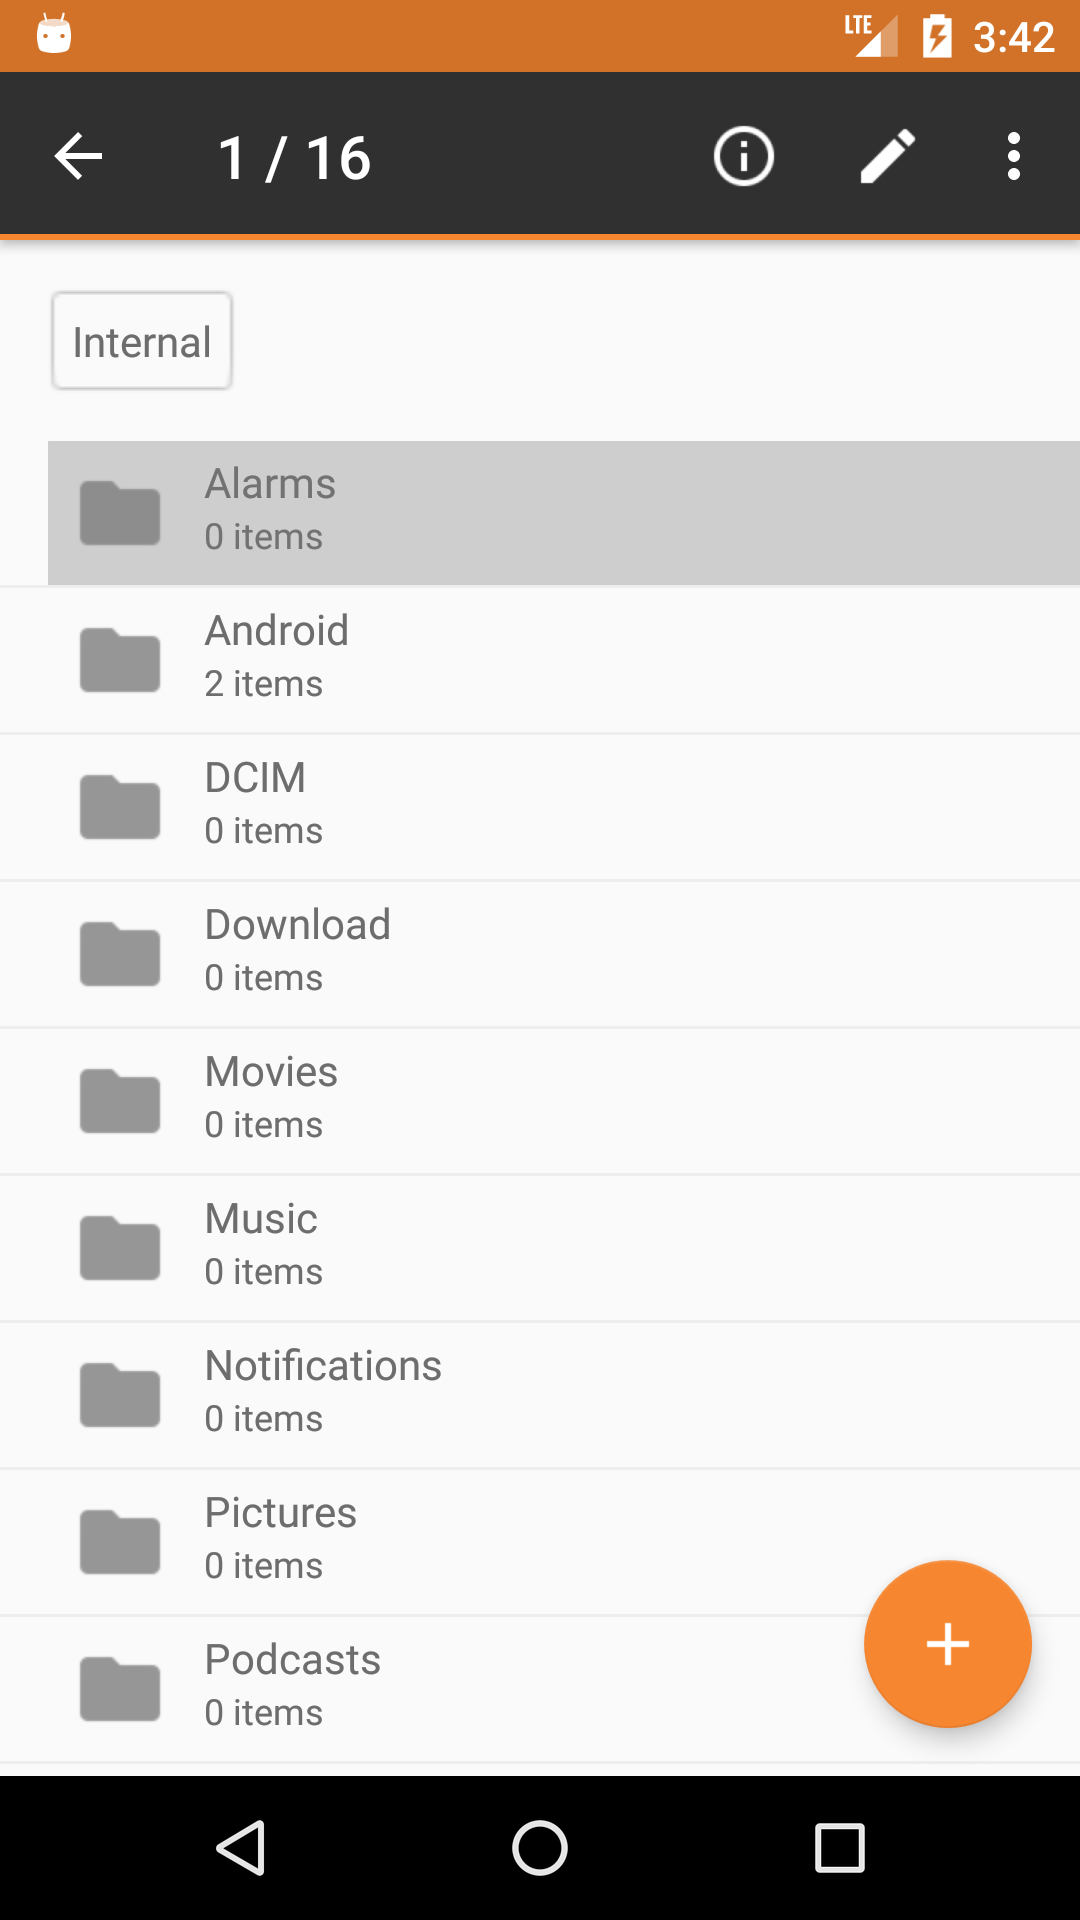 LTE 3:42
1 / 16
Internal
Alarms
0 items
Android
2 items
DCIM
0 items
Download
0 items
Movies
0 items
Music
0 items
Notifications
0 items
Pictures
0 items
Podcasts
0 items